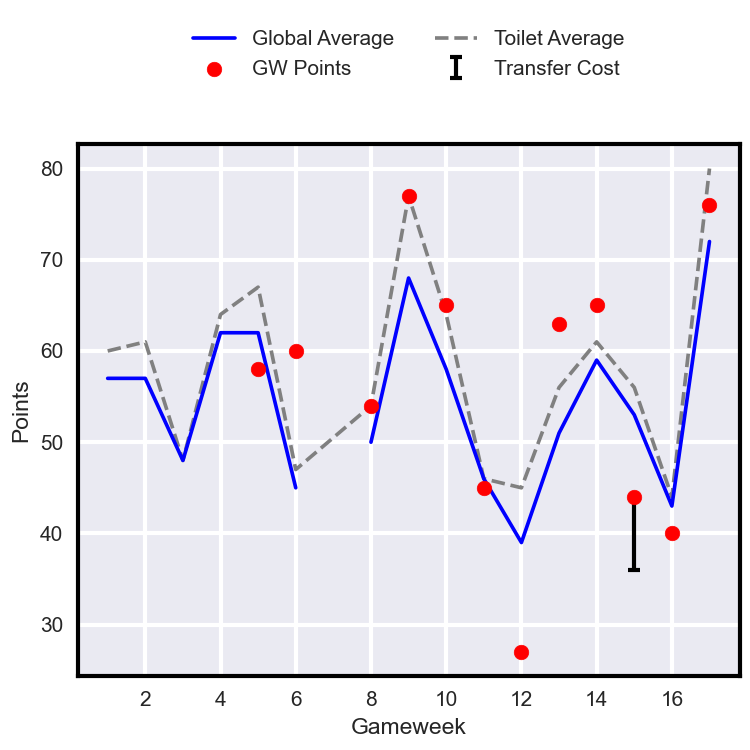 Global Average
Toilet Average
GW Points
Transfer Cost
80
70
60
50
40
30
Points
2 4 6 8 10 12 14 16
Gameweek